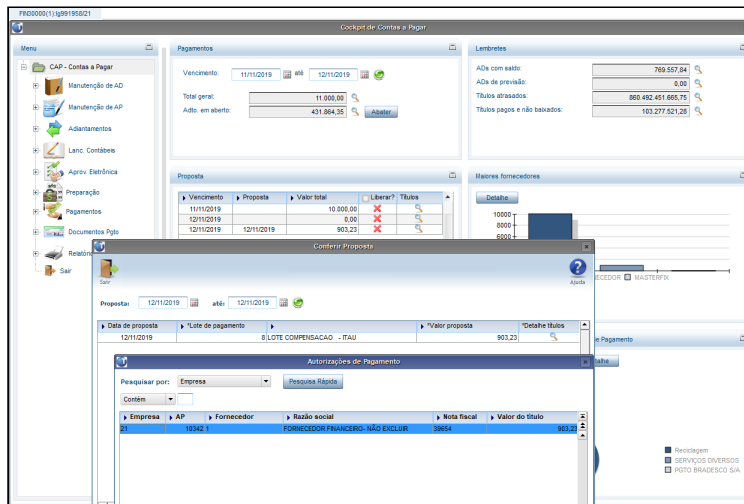 FIN30000(1):lg991958/21
Cockpit de Contas a Pagar
Menu
CAP - Contas a Pagar
Manutenção de AD
Manutenção de AP
Adiantamentos
Lanc. Contábeis
Aprov. Eletrônica
Preparação
Pagamentos
Documentos Pgto
Relatório
Sair
Pagamentos
Vencimento: 11/11/2019 até 12/11/2019
Total geral: 11.000,00
Adto. em aberto: 431.864,35 Abater
Lembretes
ADs com saldo: 769.557,84
ADs de previsão: 0,00
Títulos atrasados: 860.492.451.665,75
Títulos pagos e não baixados: 103.277.521,28
Proposta
Vencimento Proposta Valor total Liberar? Títulos
11/11/2019 10.000,00
12/11/2019 0,00
12/11/2019 12/11/2019 903,23
Maiores fornecedores
Detalhe
10000
8000
6000
NECEDOR MASTERFIX
Conferir Proposta
Sair
Ajuda
Proposta: 12/11/2019 até: 12/11/2019
Data de proposta *Lote de pagamento *Valor proposta *Detalhe títulos
12/11/2019 8 LOTE COMPENSACAO - ITAU 903,23
e Pagamento
talhe
Autorizações de Pagamento
Pesquisar por: Empresa Pesquisa Rápida
Contém
Empresa AP Fornecedor Razão social Nota fiscal Valor do título
21 10342 1 FORNECEDOR FINANCEIRO- NÃO EXCLUIR 39654 903,23
Reciclagem
SERVIÇOS DIVERSOS
PGTO BRADESCO S/A